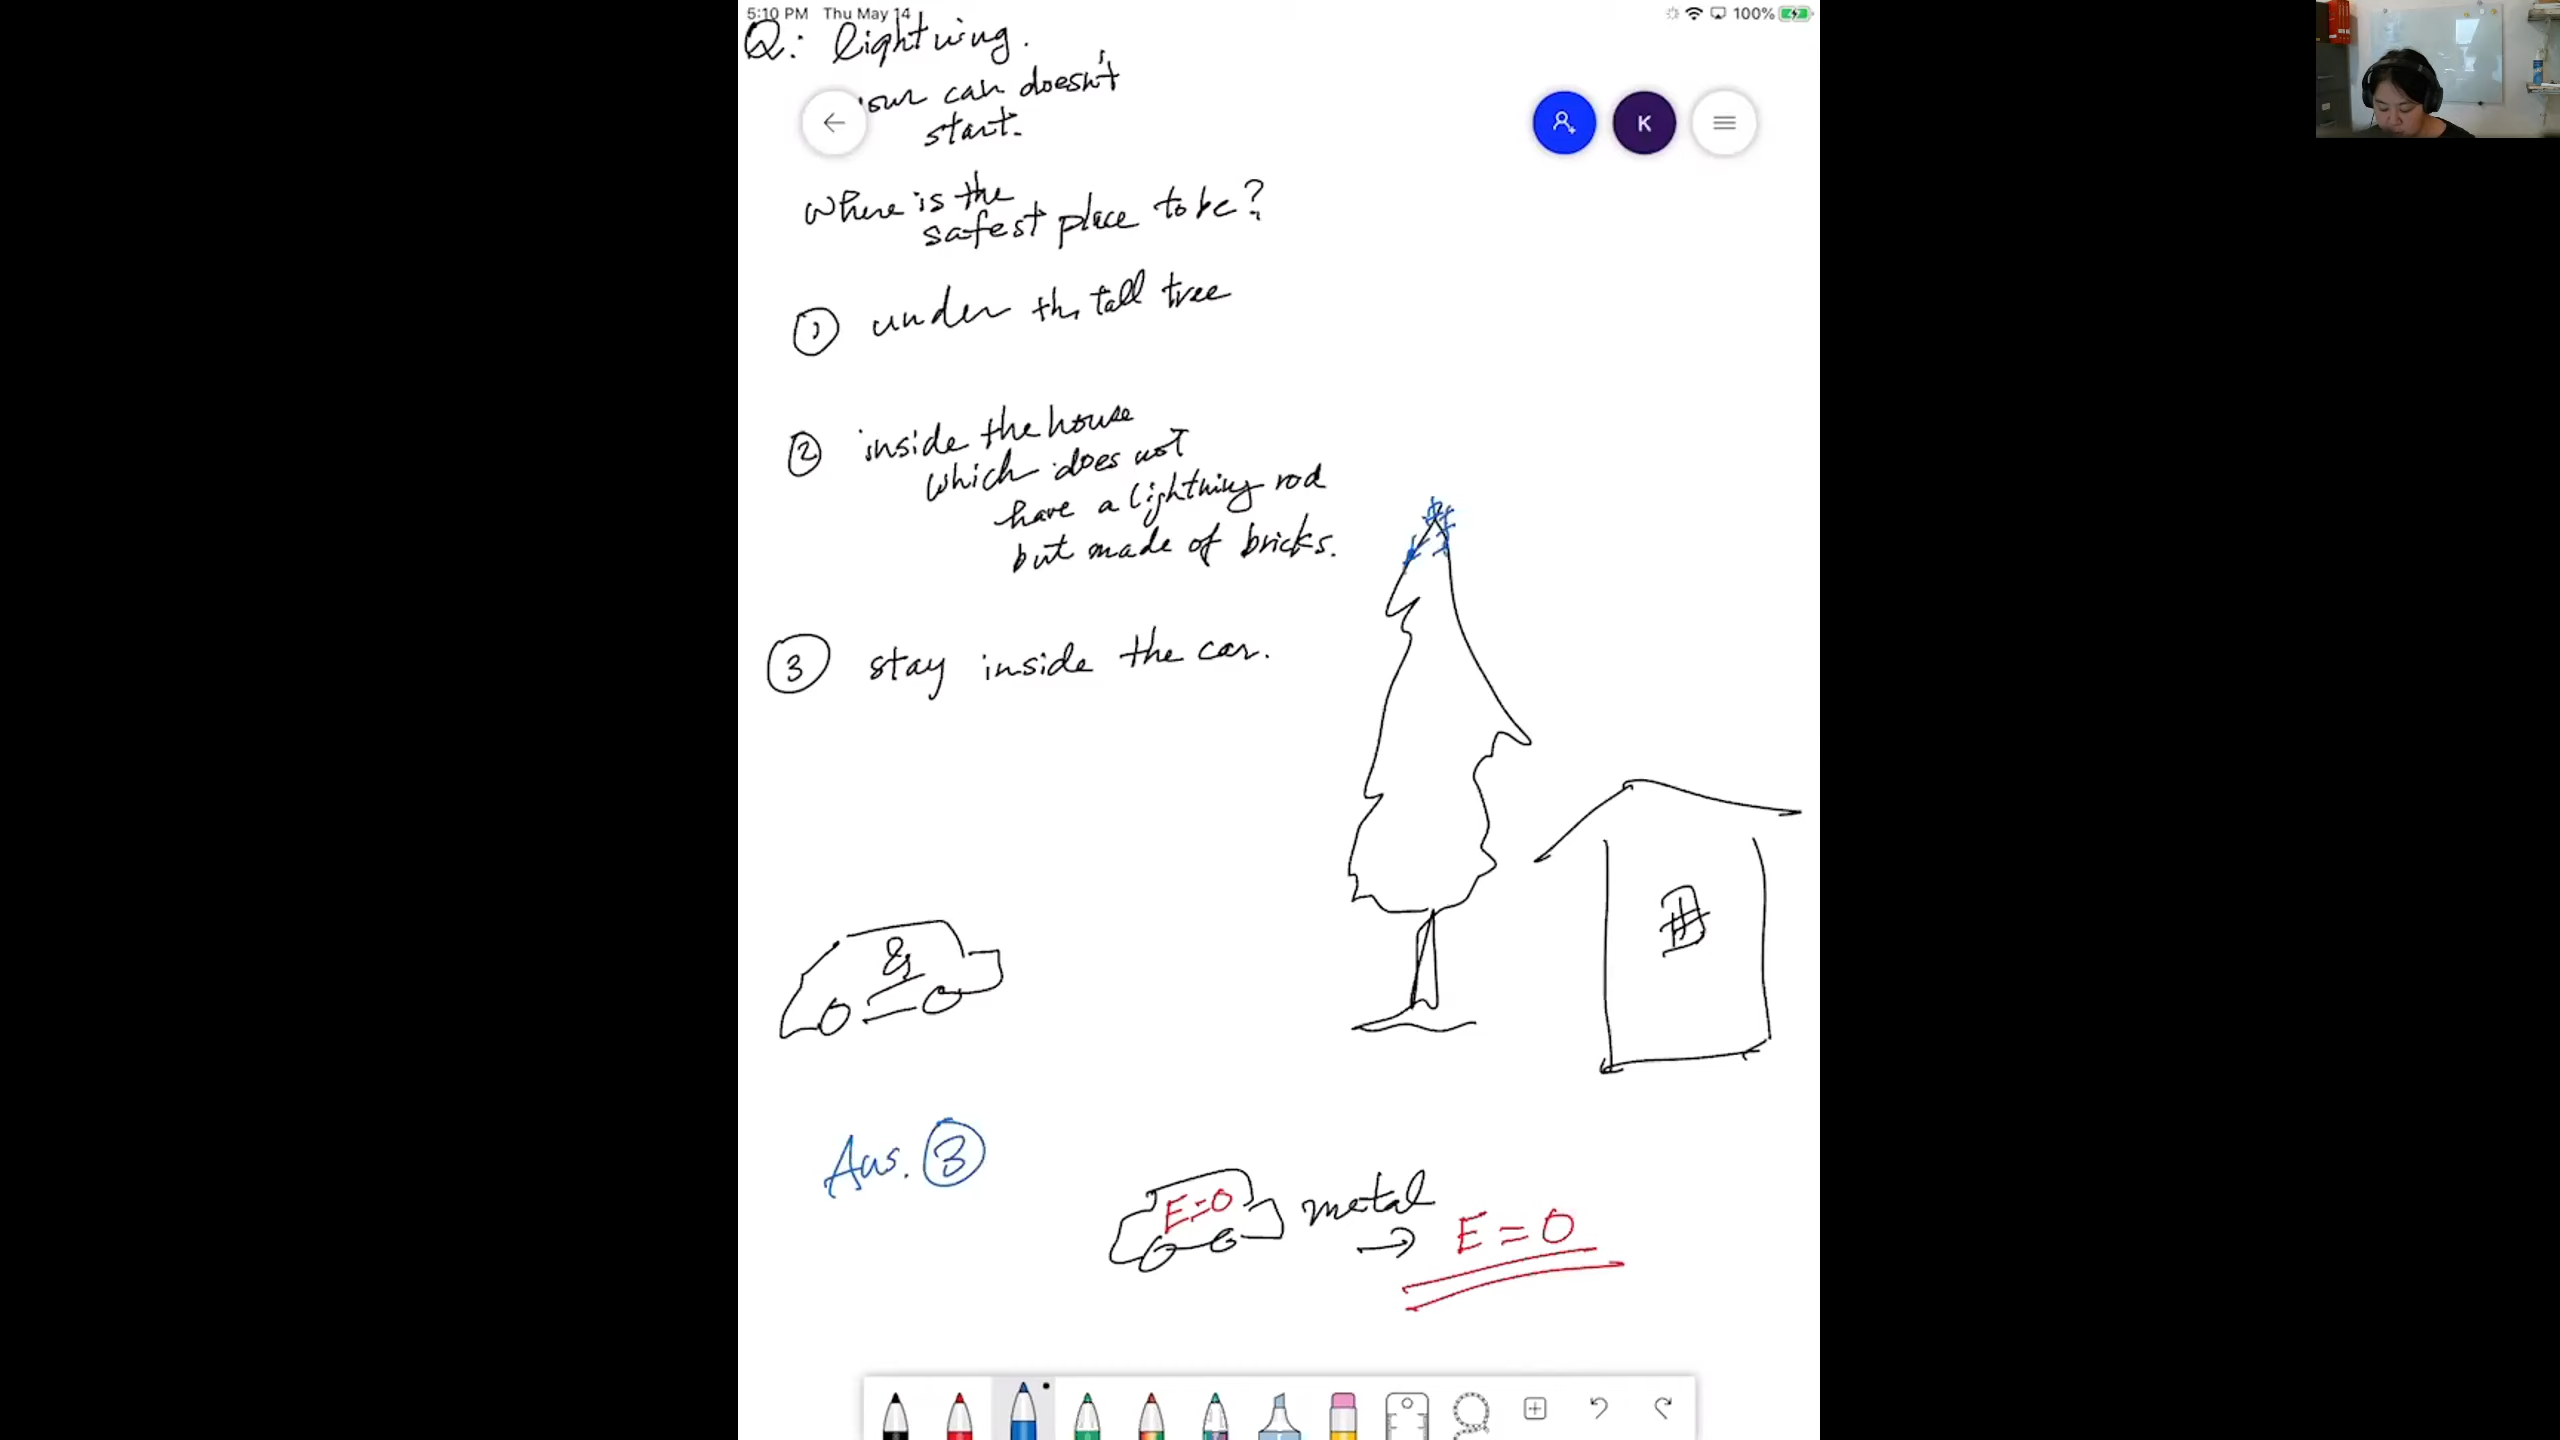 5:10 PM Thu May 14
100%
Q: lightning.
your car doesn't
start.
K
Where is the
safest place to be?
① under the tall tree
② inside the house
which does not
have a lightning rod
but made of bricks.
③ stay inside the car.
Ans. ③
E=0
metal
→ E = 0